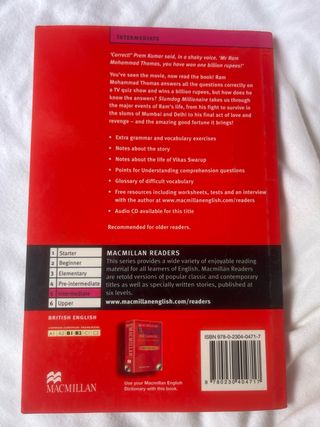 INTERMEDIATE
'Correct!' Prem Kumar said, in a shaky voice. 'Mr Ram
Mohammad Thomas, you have won one billion rupees!'
You've seen the movie, now read the book! Ram
Mohammad Thomas answers all the questions correctly on
a TV quiz show and wins a billion rupees, but how does he
know the answers? Slumdog Millionaire takes us through
the major events of Ram's life, from his fight to survive in
the slums of Mumbai and Delhi to his final act of love and
revenge – and the amazing good fortune it brings!
• Extra grammar and vocabulary exercises
• Notes about the story
• Notes about the life of Vikas Swarup
• Points for Understanding comprehension questions
• Glossary of difficult vocabulary
• Free resources including worksheets, tests and an interview
with the author at www.macmillanenglish.com/readers
• Audio CD available for this title
Recommended for older readers.
1 Starter
2 Beginner
3 Elementary
4 Pre-intermediate
5 Intermediate
6 Upper
MACMILLAN READERS
This series provides a wide variety of enjoyable reading
material for all learners of English. Macmillan Readers
are retold versions of popular classic and contemporary
titles as well as specially written stories, published at
six levels.
www.macmillanenglish.com/readers
BRITISH ENGLISH
A1 A2 B1 B2 C1 C2
MACMILLAN
Use your Macmillan English
Dictionary with this book.
ISBN 978-0-2304-0471-7
9 780230 404717